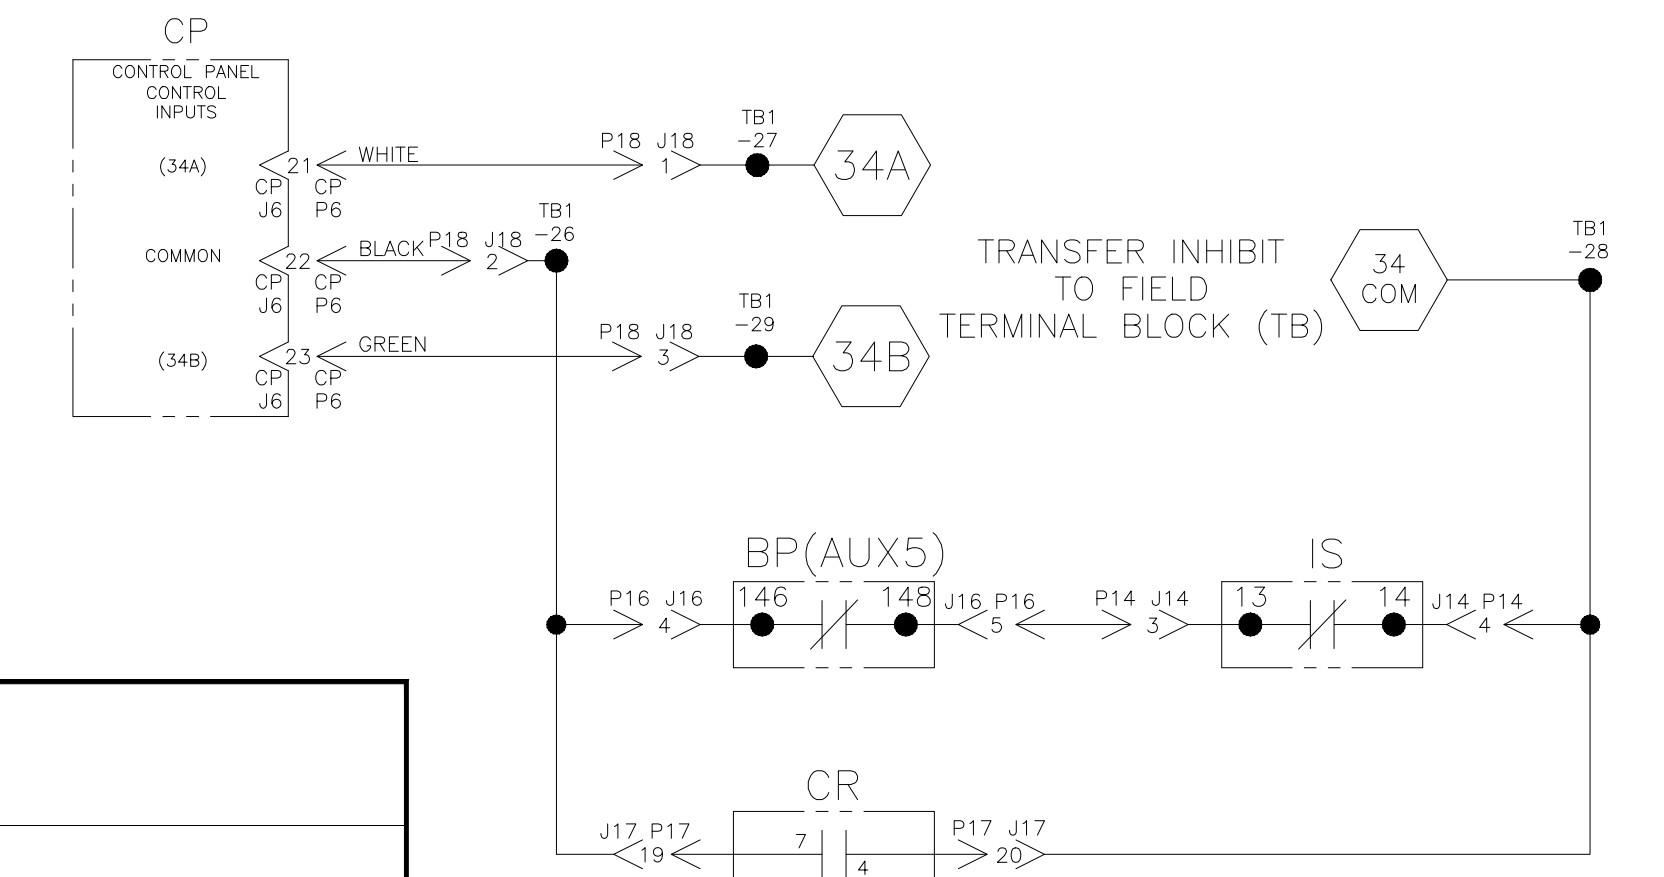 CP
CONTROL PANEL
CONTROL
INPUTS
(34A)
21
WHITE
CP
J6
CP
P6
P18
J18
1
TB1
-27
34A
COMMON
22
BLACK
CP
J6
CP
P6
P18
J18
2
TB1
-26
(34B)
23
GREEN
CP
J6
CP
P6
P18
J18
3
TB1
-29
34B
TRANSFER INHIBIT
TO FIELD
TERMINAL BLOCK (TB)
34
COM
TB1
-28
BP(AUX5)
P16
J16
4
146
148
J16
P16
5
P14
J14
3
IS
13
14
J14
P14
4
CR
J17
P17
19
7
4
P17
J17
20